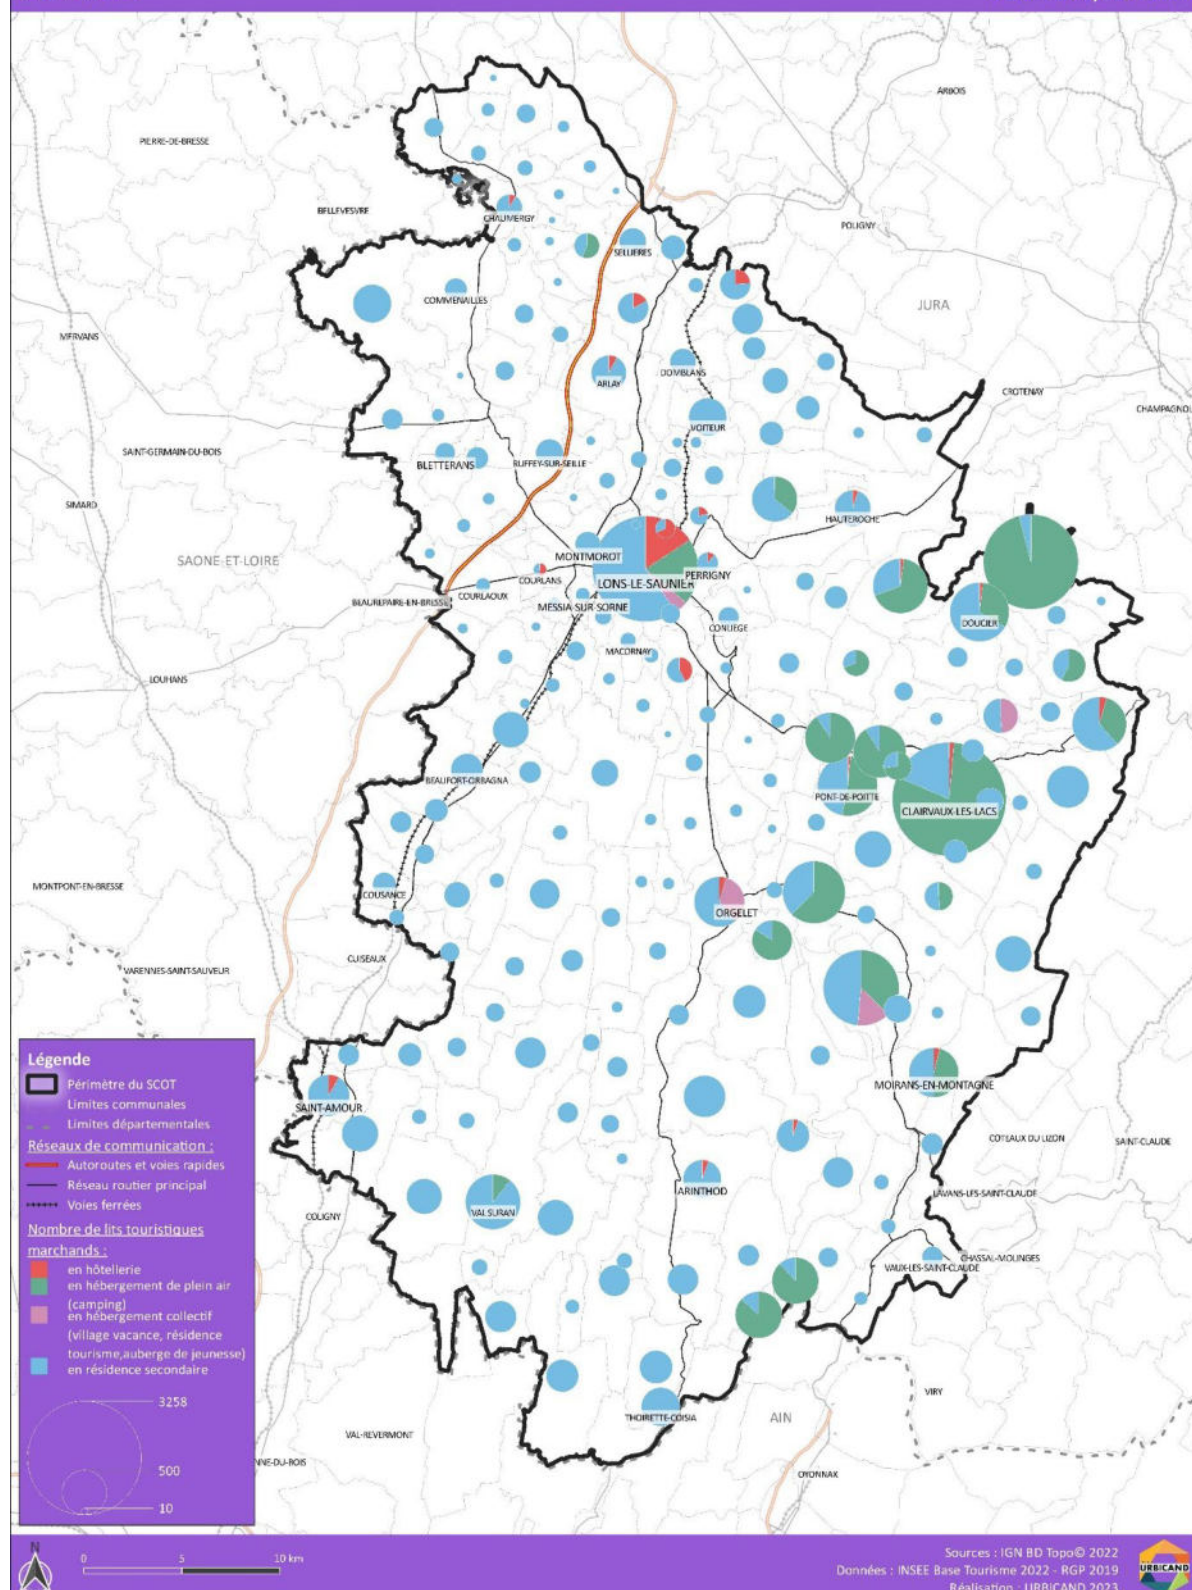 ARBOIS
PIERRE-DE-BRESSE
BELLEVESVRE
CHAUMERGY
POLIGNY
SELLIERES
COMMENAILLES
JURA
MERVANS
ARLAY
DOMBLANS
CROTENAY
CHAMPAGNOL
VOITEUR
SAINT-GERMAIN-DU-BOIS
BLETTERANS
RUFFEY-SUR-SEILLE
SIMARD
HAUTEROCHE
SAONE-ET-LOIRE
MONTMOROT
PERRIGNY
COURLANS
LONS-LE-SAUNIER
BEAUREPAIRE-EN-BRESSE
COURLAOUX
MESSIA-SUR-SORNE
CONLIEGE
DOUCIER
MACORNAY
LOUHANS
BEAUFORT-ORBAGNA
PONT-DE-POITTE
CLAIRVAUX-LES-LACS
MONTPONT-EN-BRESSE
COUSANCE
ORGELET
CUISEAUX
VARENNES-SAINT-SAUVEUR
MOIRANS-EN-MONTAGNE
SAINT-AMOUR
COTEAUX DU LIZON
SAINT-CLAUDE
ARINTHOD
LAVANS-LES-SAINT-CLAUDE
VAL SURAN
COLIGNY
CHASSAL-MOLINGES
VAUX-LES-SAINT-CLAUDE
VIRY
THOIRETTE-COISIA
AIN
VAL-REVERMONT
NNE-DU-BOIS
OYONNAX
Légende
Périmètre du SCOT
Limites communales
Limites départementales
Réseaux de communication :
Autoroutes et voies rapides
Réseau routier principal
Voies ferrées
Nombre de lits touristiques
marchands :
en hôtellerie
en hébergement de plein air
(camping)
en hébergement collectif
(village vacance, résidence
tourisme,auberge de jeunesse)
en résidence secondaire
3258
500
10
N
0 5 10 km
Sources : IGN BD Topo© 2022
Données : INSEE Base Tourisme 2022 - RGP 2019
Réalisation : URBICAND 2023
URBICAND